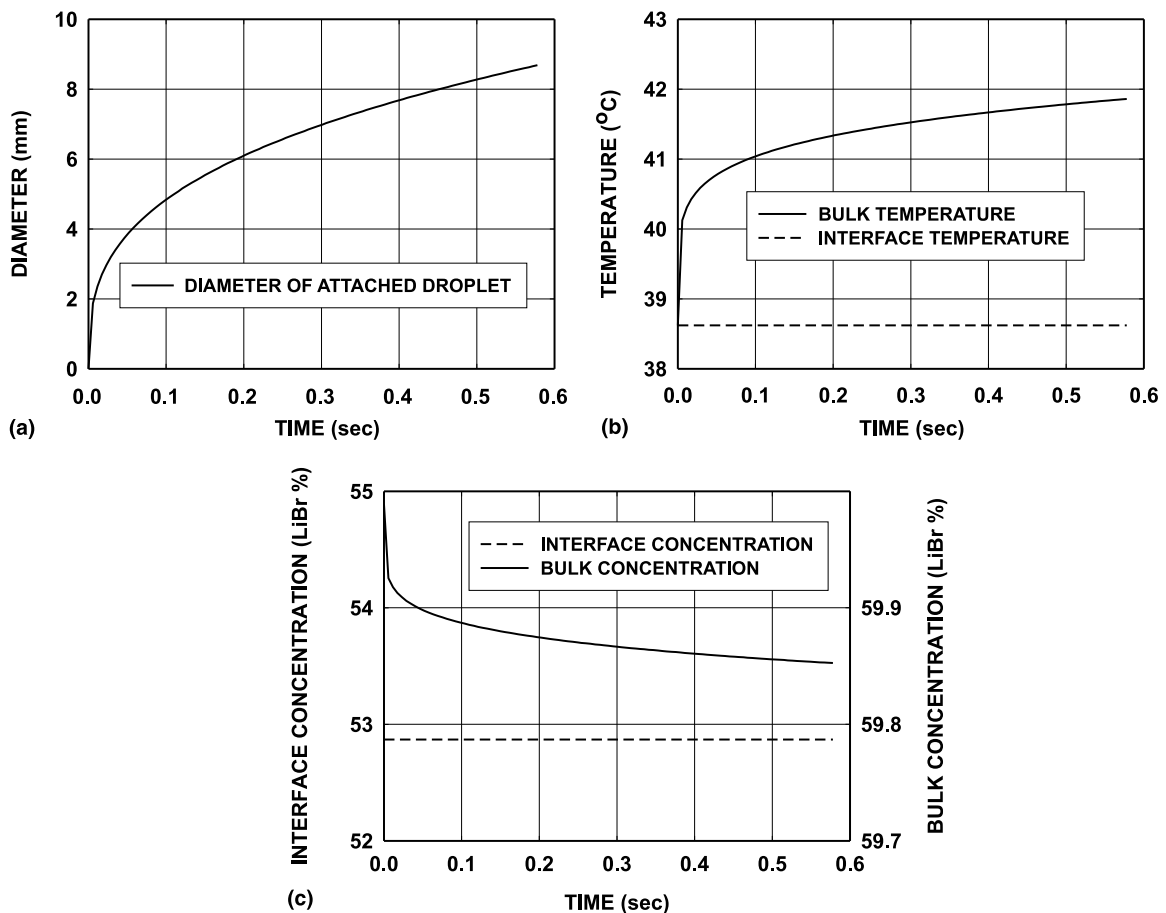 10
8
6
4
2
0
DIAMETER (mm)
DIAMETER OF ATTACHED DROPLET
0.0 0.1 0.2 0.3 0.4 0.5 0.6
TIME (sec)
(a)
43
42
41
40
39
38
TEMPERATURE (°C)
BULK TEMPERATURE
INTERFACE TEMPERATURE
0.0 0.1 0.2 0.3 0.4 0.5 0.6
TIME (sec)
(b)
55
54
53
52
INTERFACE CONCENTRATION (LiBr %)
INTERFACE CONCENTRATION
BULK CONCENTRATION
59.9
59.8
59.7
BULK CONCENTRATION (LiBr %)
0.0 0.1 0.2 0.3 0.4 0.5 0.6
TIME (sec)
(c)